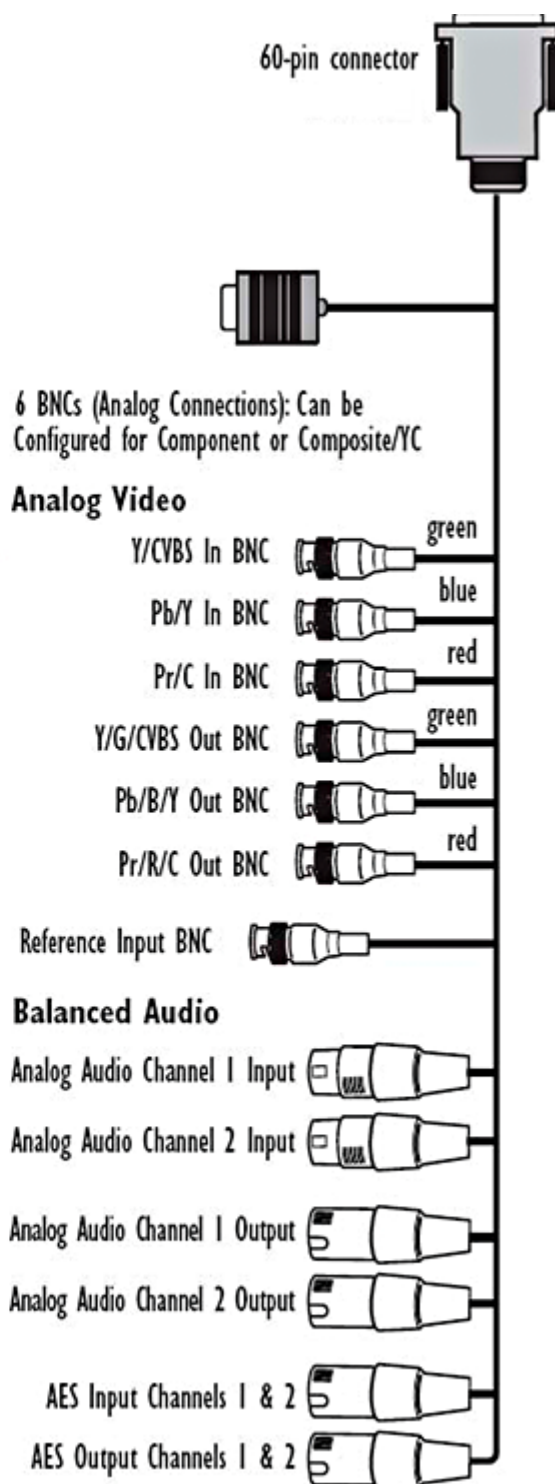 60-pin connector
6 BNCs (Analog Connections): Can be
Configured for Component or Composite/YC
Analog Video
green
Y/CVBS In BNC
blue
Pb/Y In BNC
red
Pr/C In BNC
green
Y/G/CVBS Out BNC
blue
Pb/B/Y Out BNC
red
Pr/R/C Out BNC
Reference Input BNC
Balanced Audio
Analog Audio Channel 1 Input
Analog Audio Channel 2 Input
Analog Audio Channel 1 Output
Analog Audio Channel 2 Output
AES Input Channels 1 & 2
AES Output Channels 1 & 2